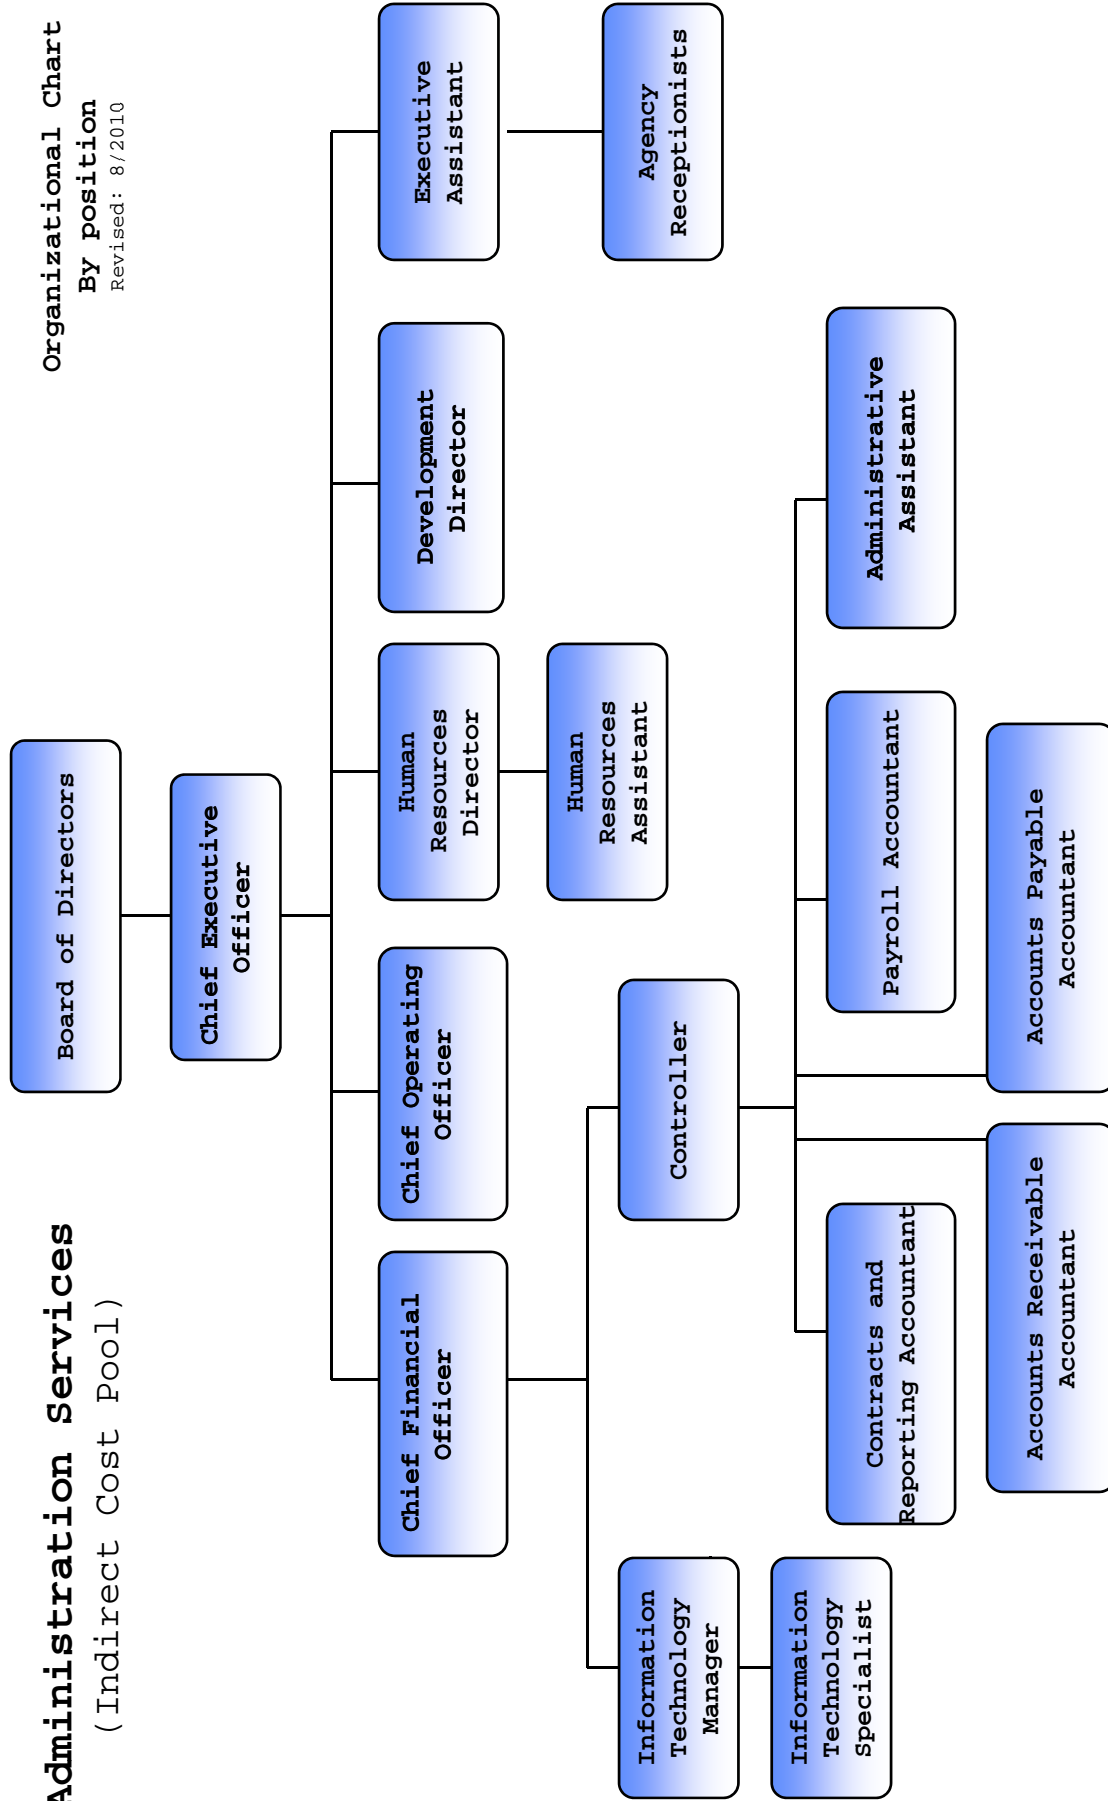 Administration Services
(Indirect Cost Pool)
Organizational Chart
By position
Revised: 8/2010
Board of Directors
Chief Executive
Officer
Chief Financial
Officer
Chief Operating
Officer
Human
Resources
Director
Development
Director
Executive
Assistant
Human
Resources
Assistant
Agency
Receptionists
Information
Technology
Manager
Controller
Information
Technology
Specialist
Contracts and
Reporting Accountant
Payroll Accountant
Administrative
Assistant
Accounts Receivable
Accountant
Accounts Payable
Accountant